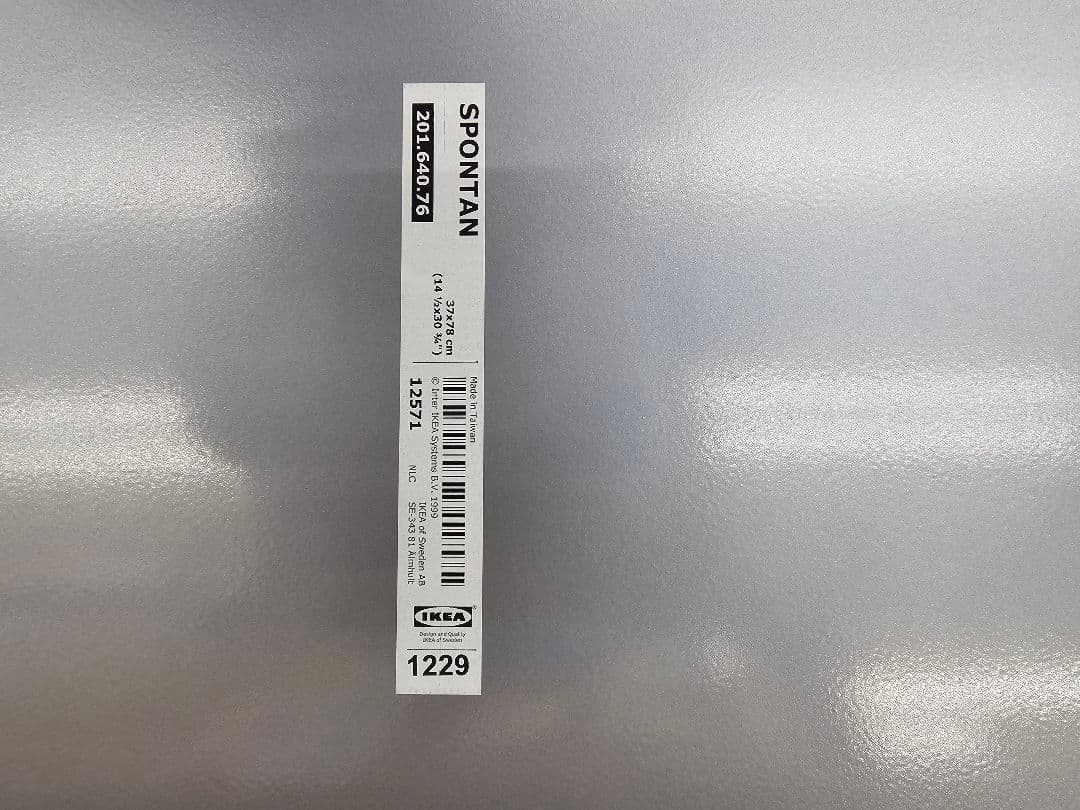 SPONTAN
201.640.76
37x78 cm
(14 ½x30 ¾")
Made in Taiwan
© Inter IKEA Systems B.V. 1999
12571
NLC
IKEA of Sweden AB
SE-343 81 Älmhult
IKEA®
Design and Quality
IKEA of Sweden
1229